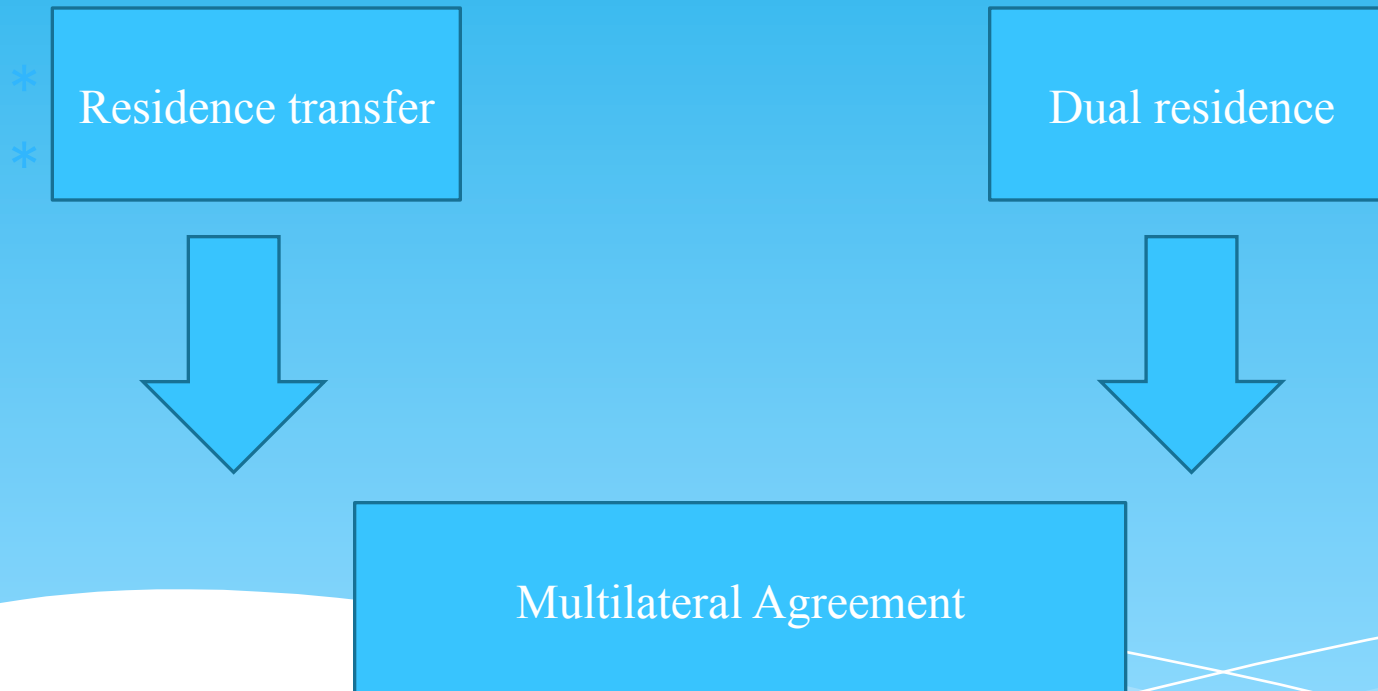 *
Residence transfer
Dual residence
*
Multilateral Agreement